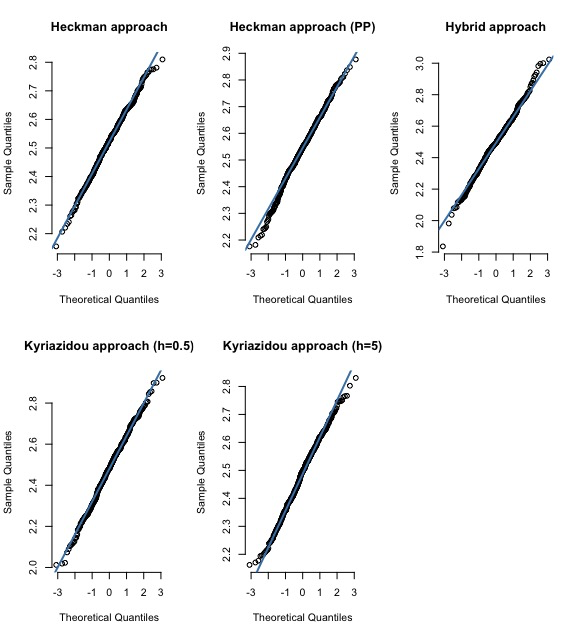 Heckman approach
Heckman approach (PP)
Hybrid approach
Sample Quantiles
2.2 2.3 2.4 2.5 2.6 2.7 2.8
-3 -1 0 1 2 3
Theoretical Quantiles
Sample Quantiles
2.2 2.3 2.4 2.5 2.6 2.7 2.8 2.9
-3 -1 0 1 2 3
Theoretical Quantiles
Sample Quantiles
1.8 2.0 2.2 2.4 2.6 2.8 3.0
-3 -1 0 1 2 3
Theoretical Quantiles
Kyriazidou approach (h=0.5)
Kyriazidou approach (h=5)
Sample Quantiles
2.0 2.2 2.4 2.6 2.8
-3 -1 0 1 2 3
Theoretical Quantiles
Sample Quantiles
2.2 2.3 2.4 2.5 2.6 2.7 2.8
-3 -1 0 1 2 3
Theoretical Quantiles